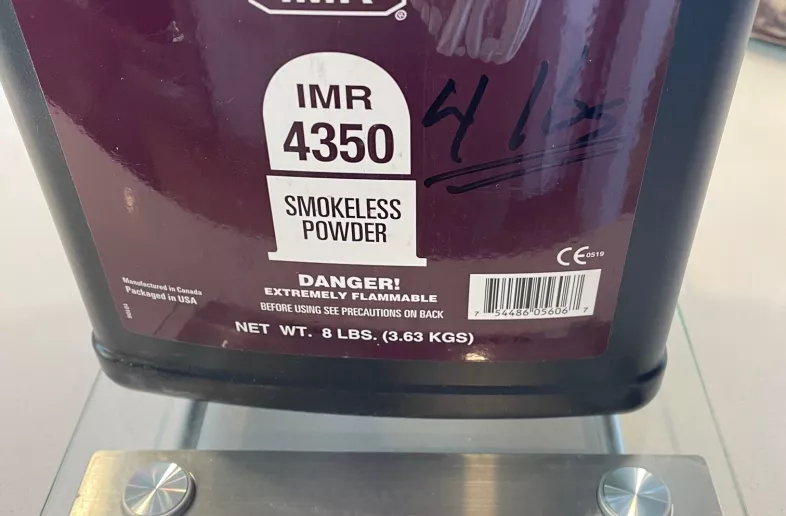 IMR
®
IMR
4350
4 lbs
SMOKELESS
POWDER
CE 0519
DANGER!
EXTREMELY FLAMMABLE
BEFORE USING SEE PRECAUTIONS ON BACK
Manufactured in Canada
Packaged in USA
7 54486 05606 7
NET WT. 8 LBS. (3.63 KGS)